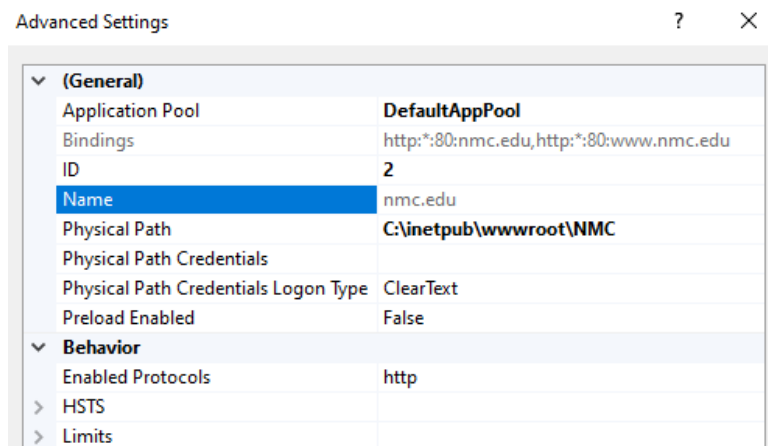 Advanced Settings ? ×
(General)
Application Pool DefaultAppPool
Bindings http:*:80:nmc.edu,http:*:80:www.nmc.edu
ID 2
Name nmc.edu
Physical Path C:\inetpub\wwwroot\NMC
Physical Path Credentials
Physical Path Credentials Logon Type ClearText
Preload Enabled False
Behavior
Enabled Protocols http
HSTS
Limits